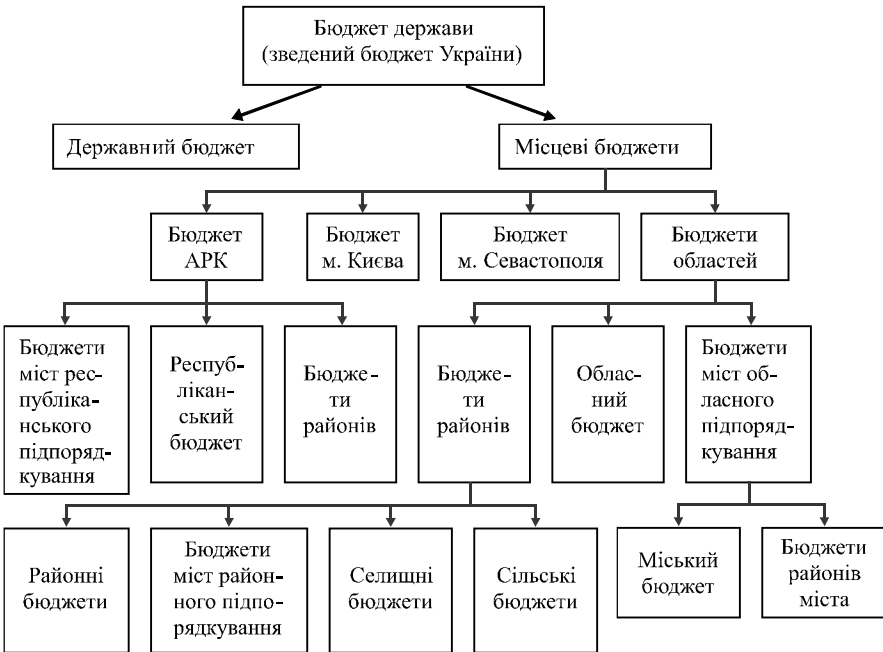 Бюджет держави
(зведений бюджет України)
Державний бюджет
Місцеві бюджети
Бюджет
АРК
Бюджет
м. Києва
Бюджет
м. Севастополя
Бюджети
областей
Бюджети
міст рес-
публіка-
нського
підпоряд-
кування
Респуб-
лікан-
ський
бюджет
Бюдже-
ти
районів
Бюдже-
ти
районів
Облас-
ний
бюджет
Бюджети
міст об-
ласного
підпоряд-
кування
Районні
бюджети
Бюджети
міст район-
ного підпо-
рядкування
Селищні
бюджети
Сільські
бюджети
Міський
бюджет
Бюджети
районів
міста